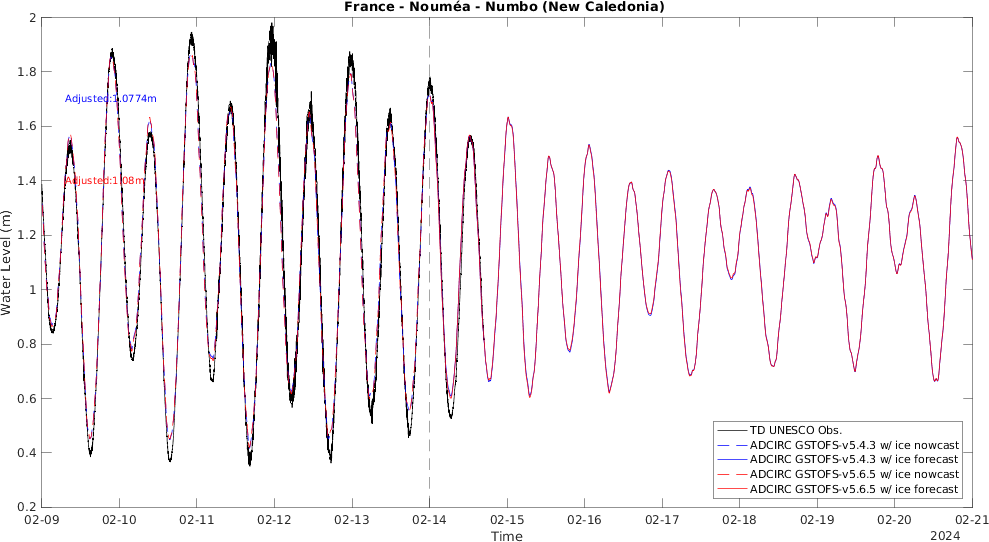 France - Nouméa - Numbo (New Caledonia)
2
1.8
1.6
1.4
1.2
1
0.8
0.6
0.4
0.2
Water Level (m)
Adjusted:1.0774m
Adjusted:1.08m
TD UNESCO Obs.
ADCIRC GSTOFS-v5.4.3 w/ ice nowcast
ADCIRC GSTOFS-v5.4.3 w/ ice forecast
ADCIRC GSTOFS-v5.6.5 w/ ice nowcast
ADCIRC GSTOFS-v5.6.5 w/ ice forecast
02-09 02-10 02-11 02-12 02-13 02-14 02-15 02-16 02-17 02-18 02-19 02-20 02-21
Time
2024